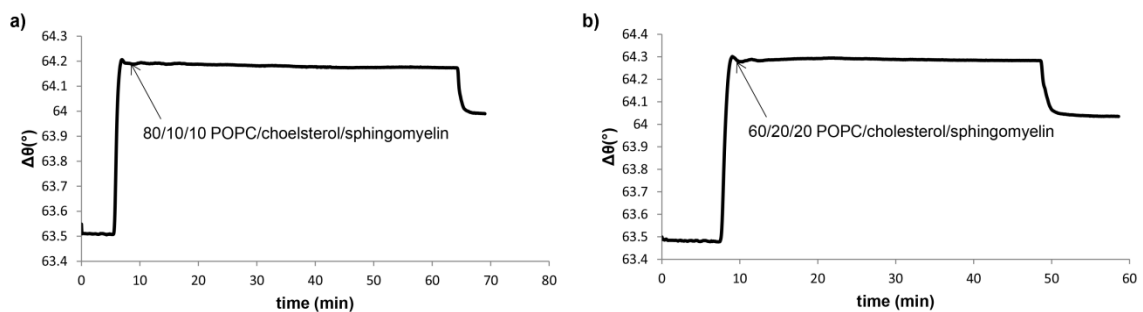 a)
64.3
64.2
64.1
64
63.9
63.8
63.7
63.6
63.5
63.4
Δθ(°)
80/10/10 POPC/choelsterol/sphingomyelin
0 10 20 30 40 50 60 70 80
time (min)
b)
64.4
64.3
64.2
64.1
64
63.9
63.8
63.7
63.6
63.5
63.4
Δθ(°)
60/20/20 POPC/cholesterol/sphingomyelin
0 10 20 30 40 50 60
time (min)